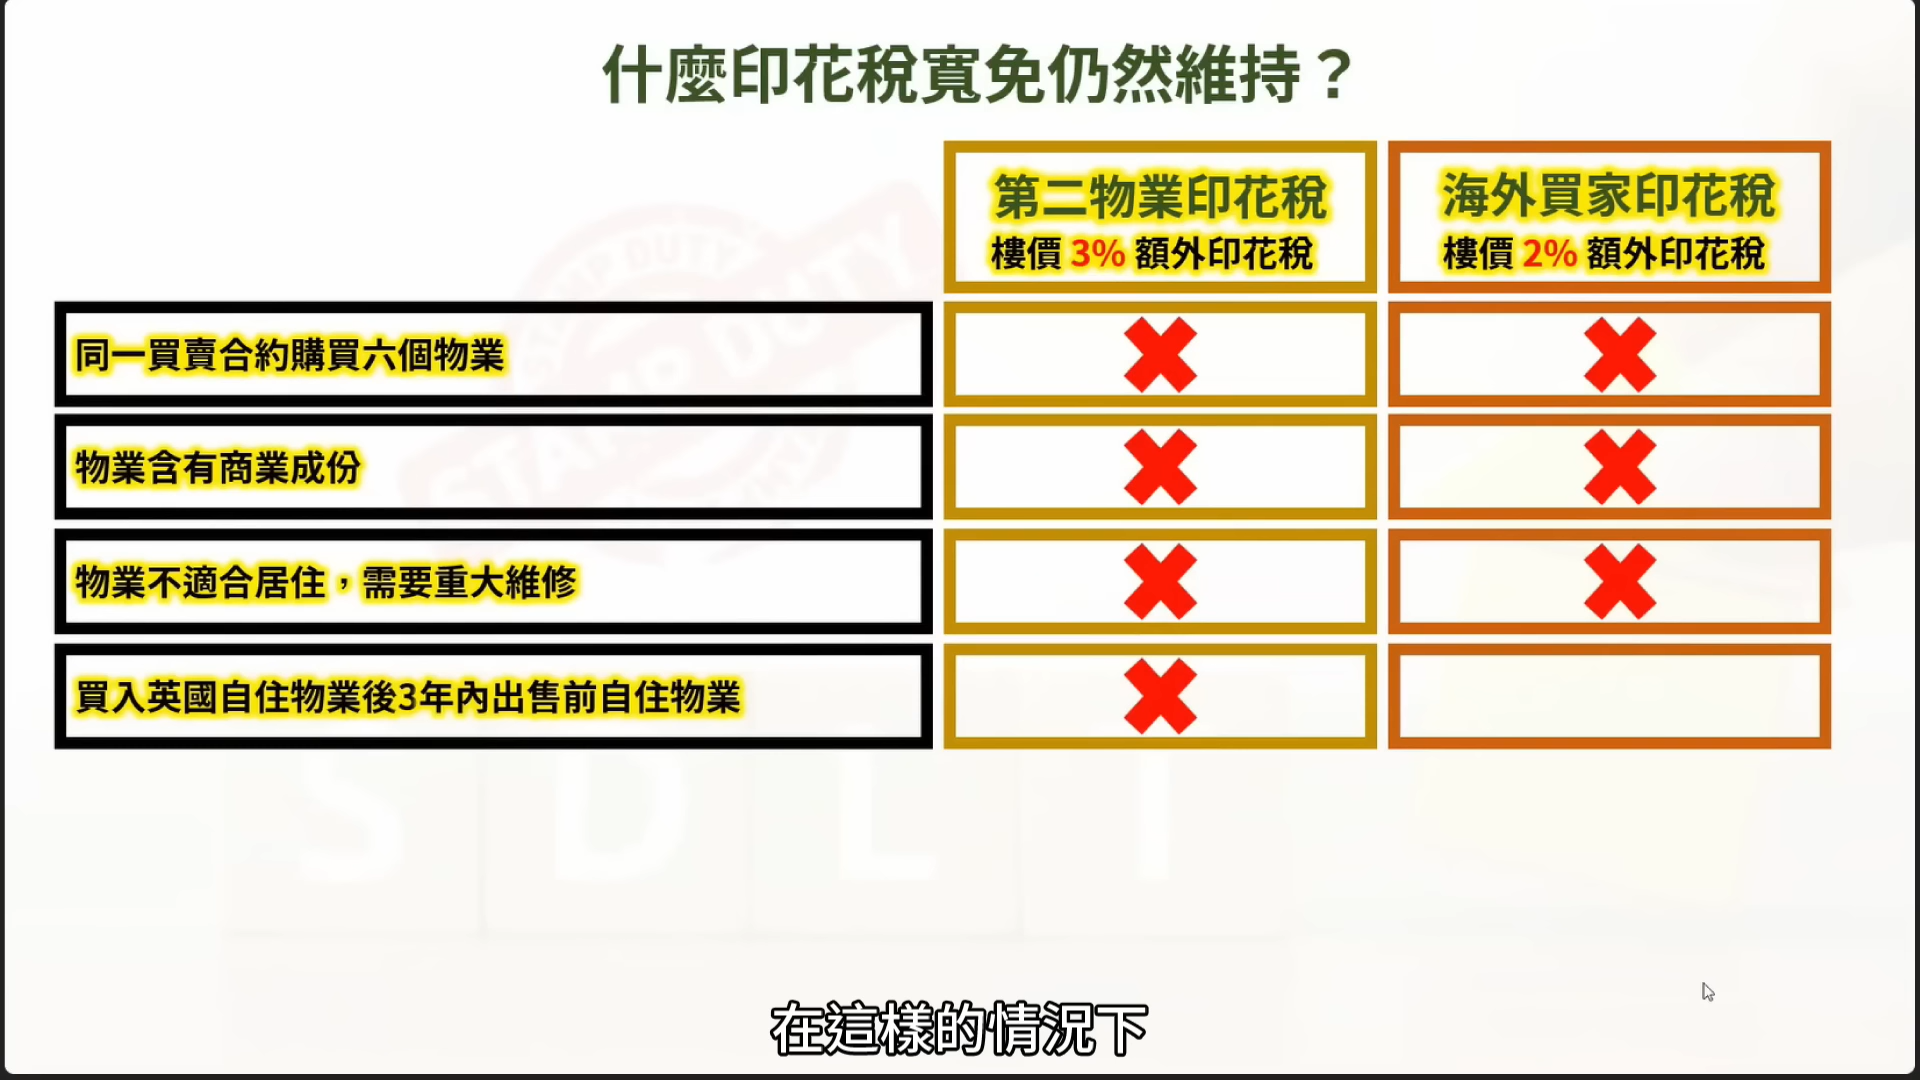 什麼印花稅寬免仍然維持？
第二物業印花稅
樓價 3% 額外印花稅
海外買家印花稅
樓價 2% 額外印花稅
同一買賣合約購買六個物業
物業含有商業成份
物業不適合居住，需要重大維修
買入英國自住物業後3年內出售前自住物業
STAMP DUTY
STAMP DUTY
S D L T
在這樣的情況下